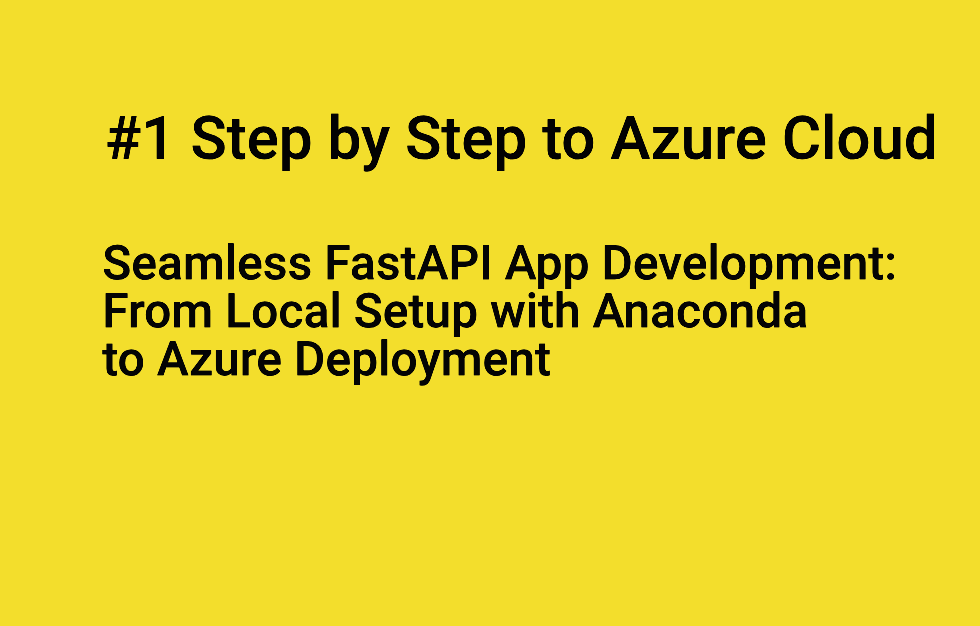 #1 Step by Step to Azure Cloud
Seamless FastAPI App Development:
From Local Setup with Anaconda
to Azure Deployment